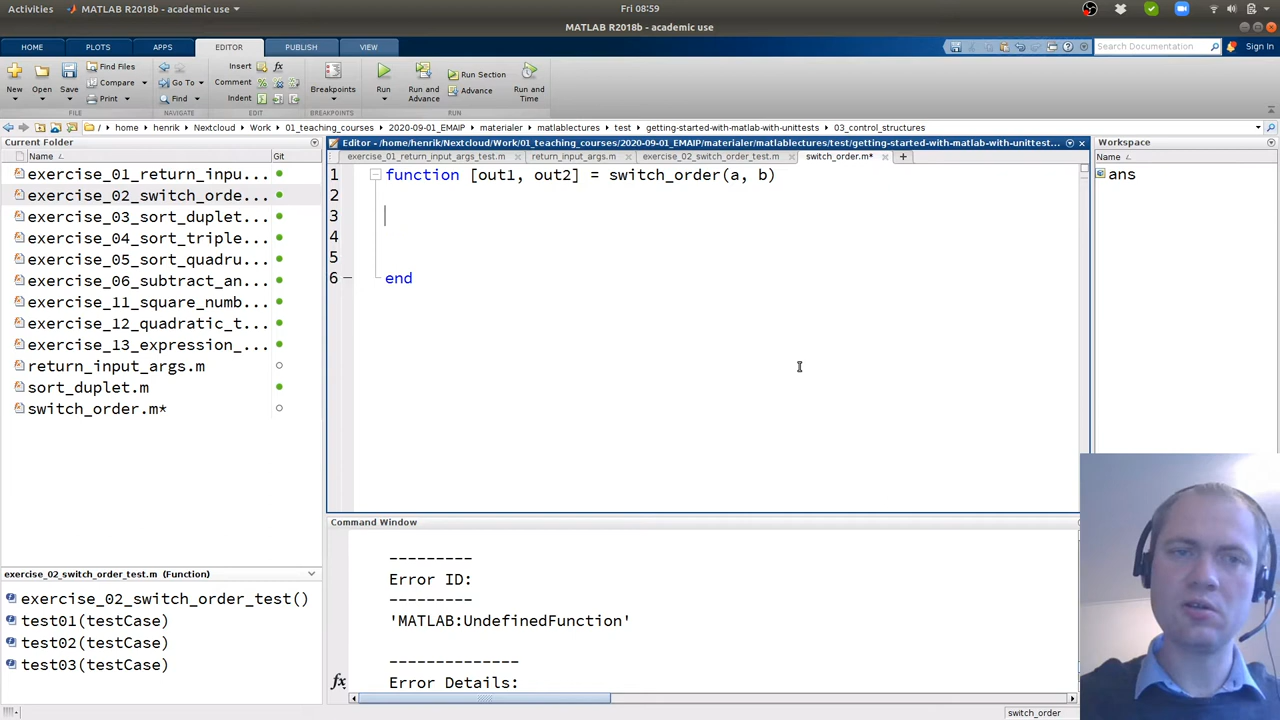 Activities
MATLAB R2018b - academic use
Fri 08:59
MATLAB R2018b - academic use
HOME
PLOTS
APPS
EDITOR
PUBLISH
VIEW
Search Documentation
Sign In
New
Open
Save
Find Files
Compare
Print
FILE
Go To
Find
NAVIGATE
Insert
fx
Comment
Indent
EDIT
Breakpoints
BREAKPOINTS
Run
Run and
Advance
Run Section
Advance
Run and
Time
RUN
/ home henrik Nextcloud Work 01_teaching_courses 2020-09-01_EMAIP materialer matlablectures test getting-started-with-matlab-with-unittests 03_control_structures
Current Folder
Name
Git
exercise_01_return_inpu...
exercise_02_switch_orde...
exercise_03_sort_duplet...
exercise_04_sort_triple...
exercise_05_sort_quadru...
exercise_06_subtract_an...
exercise_11_square_numb...
exercise_12_quadratic_t...
exercise_13_expression_...
return_input_args.m
sort_duplet.m
switch_order.m*
exercise_02_switch_order_test.m (Function)
exercise_02_switch_order_test()
test01(testCase)
test02(testCase)
test03(testCase)
Editor - /home/henrik/Nextcloud/Work/01_teaching_courses/2020-09-01_EMAIP/materialer/matlablectures/test/getting-started-with-matlab-with-unittest...
exercise_01_return_input_args_test.m
return_input_args.m
exercise_02_switch_order_test.m
switch_order.m*
1 function [out1, out2] = switch_order(a, b)
2
3
4
5
6 end
Command Window
---------
Error ID:
---------
'MATLAB:UndefinedFunction'
--------------
Error Details:
fx
Workspace
Name
ans
switch_order